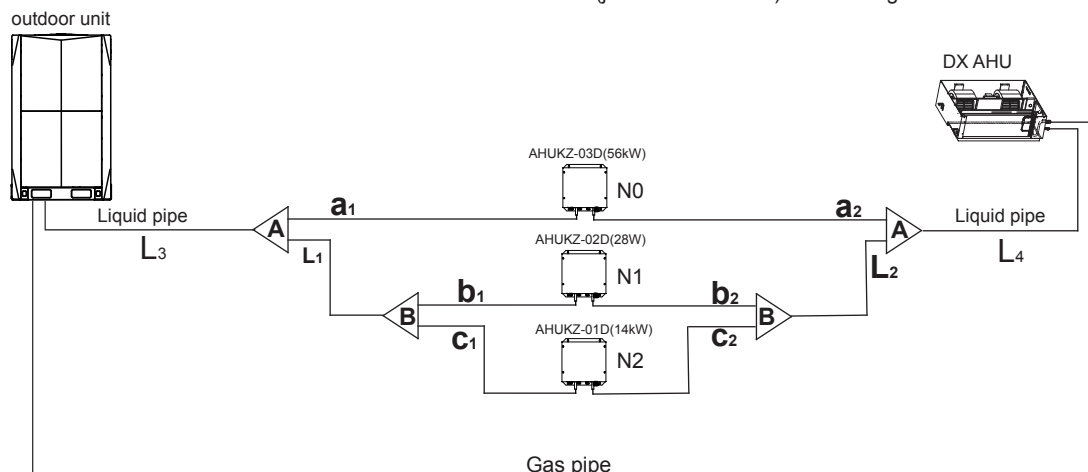 outdoor unit
DX AHU
AHUKZ-03D(56kW)
N0
a1
a2
Liquid pipe
A
A
Liquid pipe
L3
L1
AHUKZ-02D(28W)
N1
L2
L4
b1
b2
B
B
c1
AHUKZ-01D(14kW)
c2
N2
Gas pipe